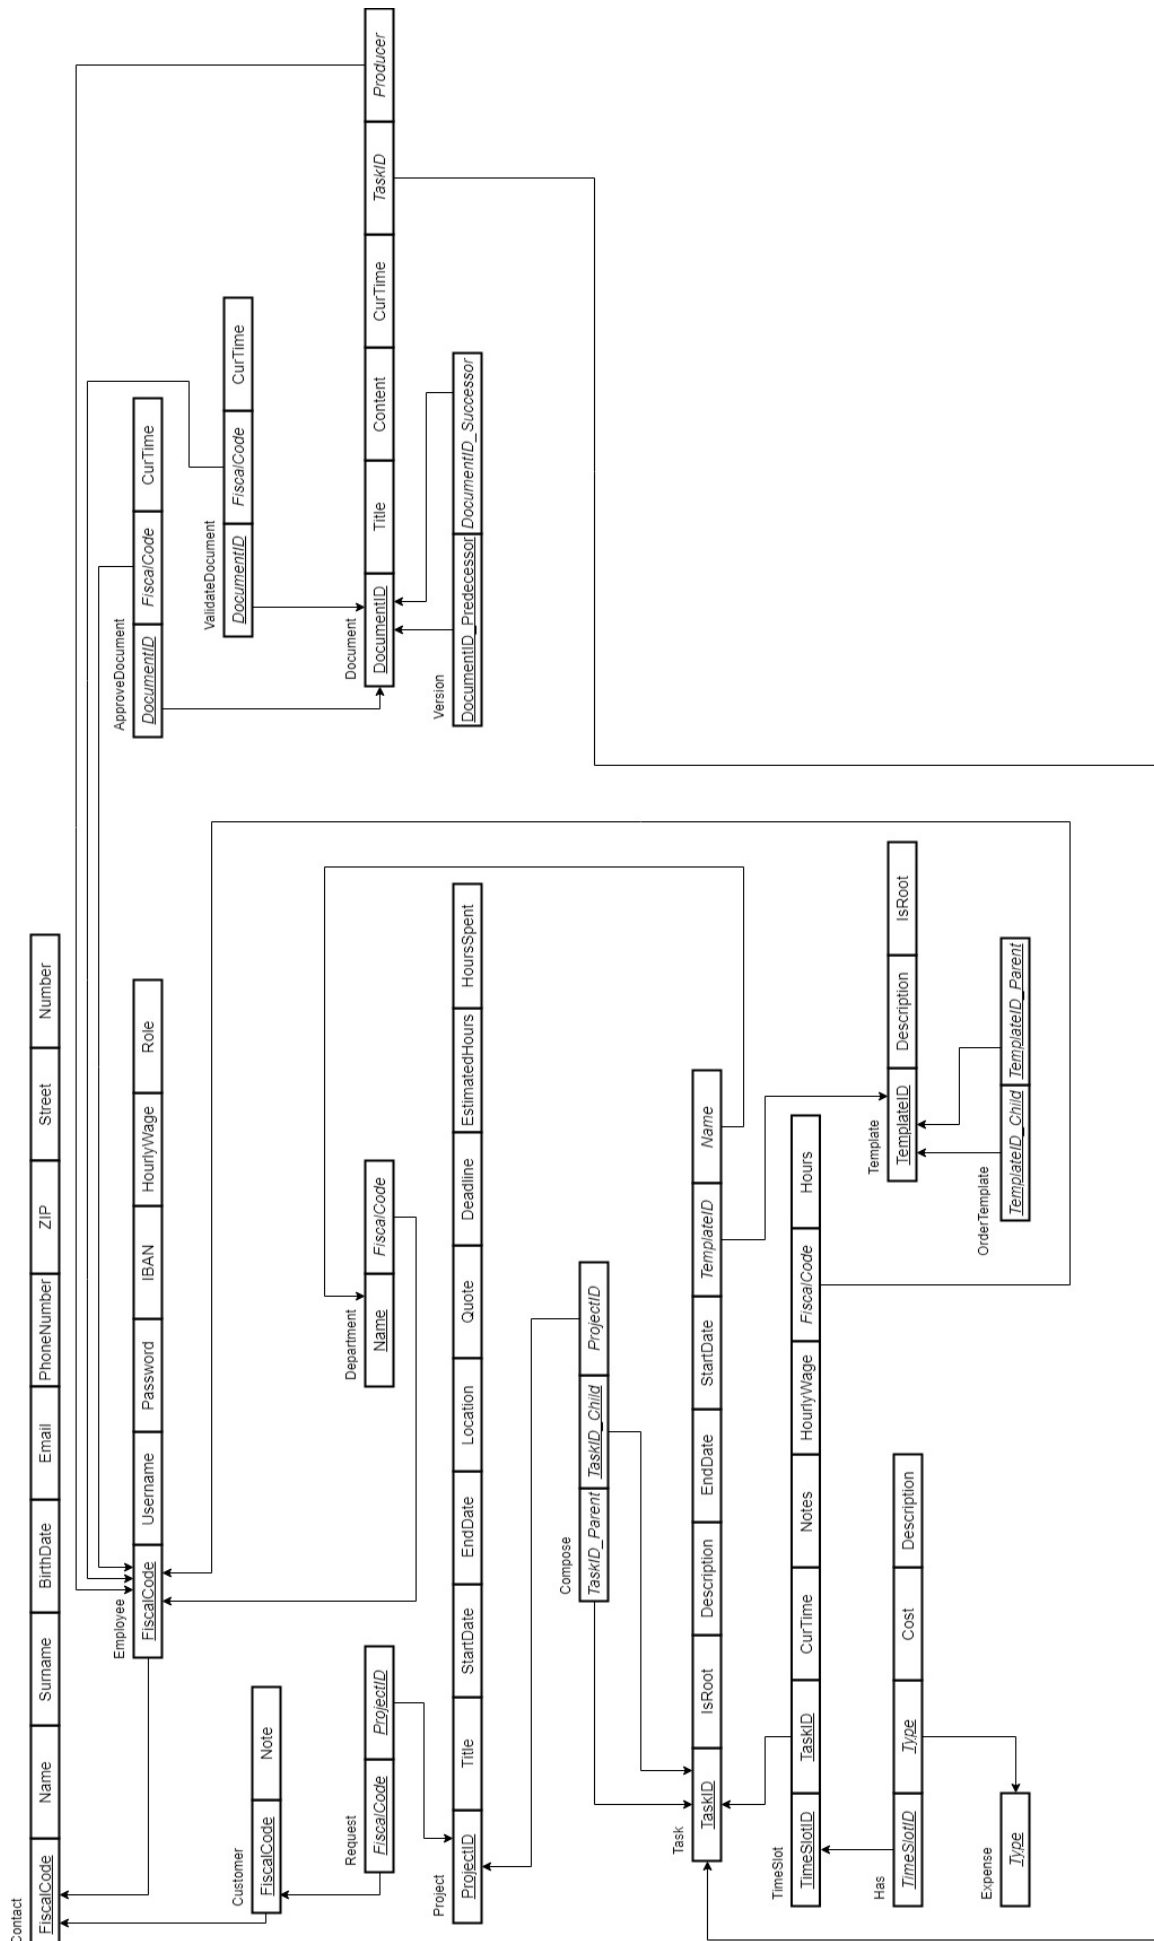 Contact
FiscalCode Name Surname BirthDate Email PhoneNumber ZIP Street Number
Employee
FiscalCode Username Password IBAN HourlyWage Role
ApproveDocument
DocumentID FiscalCode CurTime
ValidateDocument
DocumentID FiscalCode CurTime
Customer
FiscalCode Note
Request
FiscalCode ProjectID
Department
Name FiscalCode
Document
DocumentID Title Content CurTime TaskID Producer
Project
ProjectID Title StartDate EndDate Location Quote Deadline EstimatedHours HoursSpent
Version
DocumentID_Predecessor DocumentID_Successor
Compose
TaskID_Parent TaskID_Child ProjectID
Task
TaskID IsRoot Description EndDate StartDate TemplateID Name
TimeSlot
TimeSlotID TaskID CurTime Notes HourlyWage FiscalCode Hours
Template
TemplateID Description IsRoot
Has
TimeSlotID Type Cost Description
Expense
Type
OrderTemplate
TemplateID_Child TemplateID_Parent